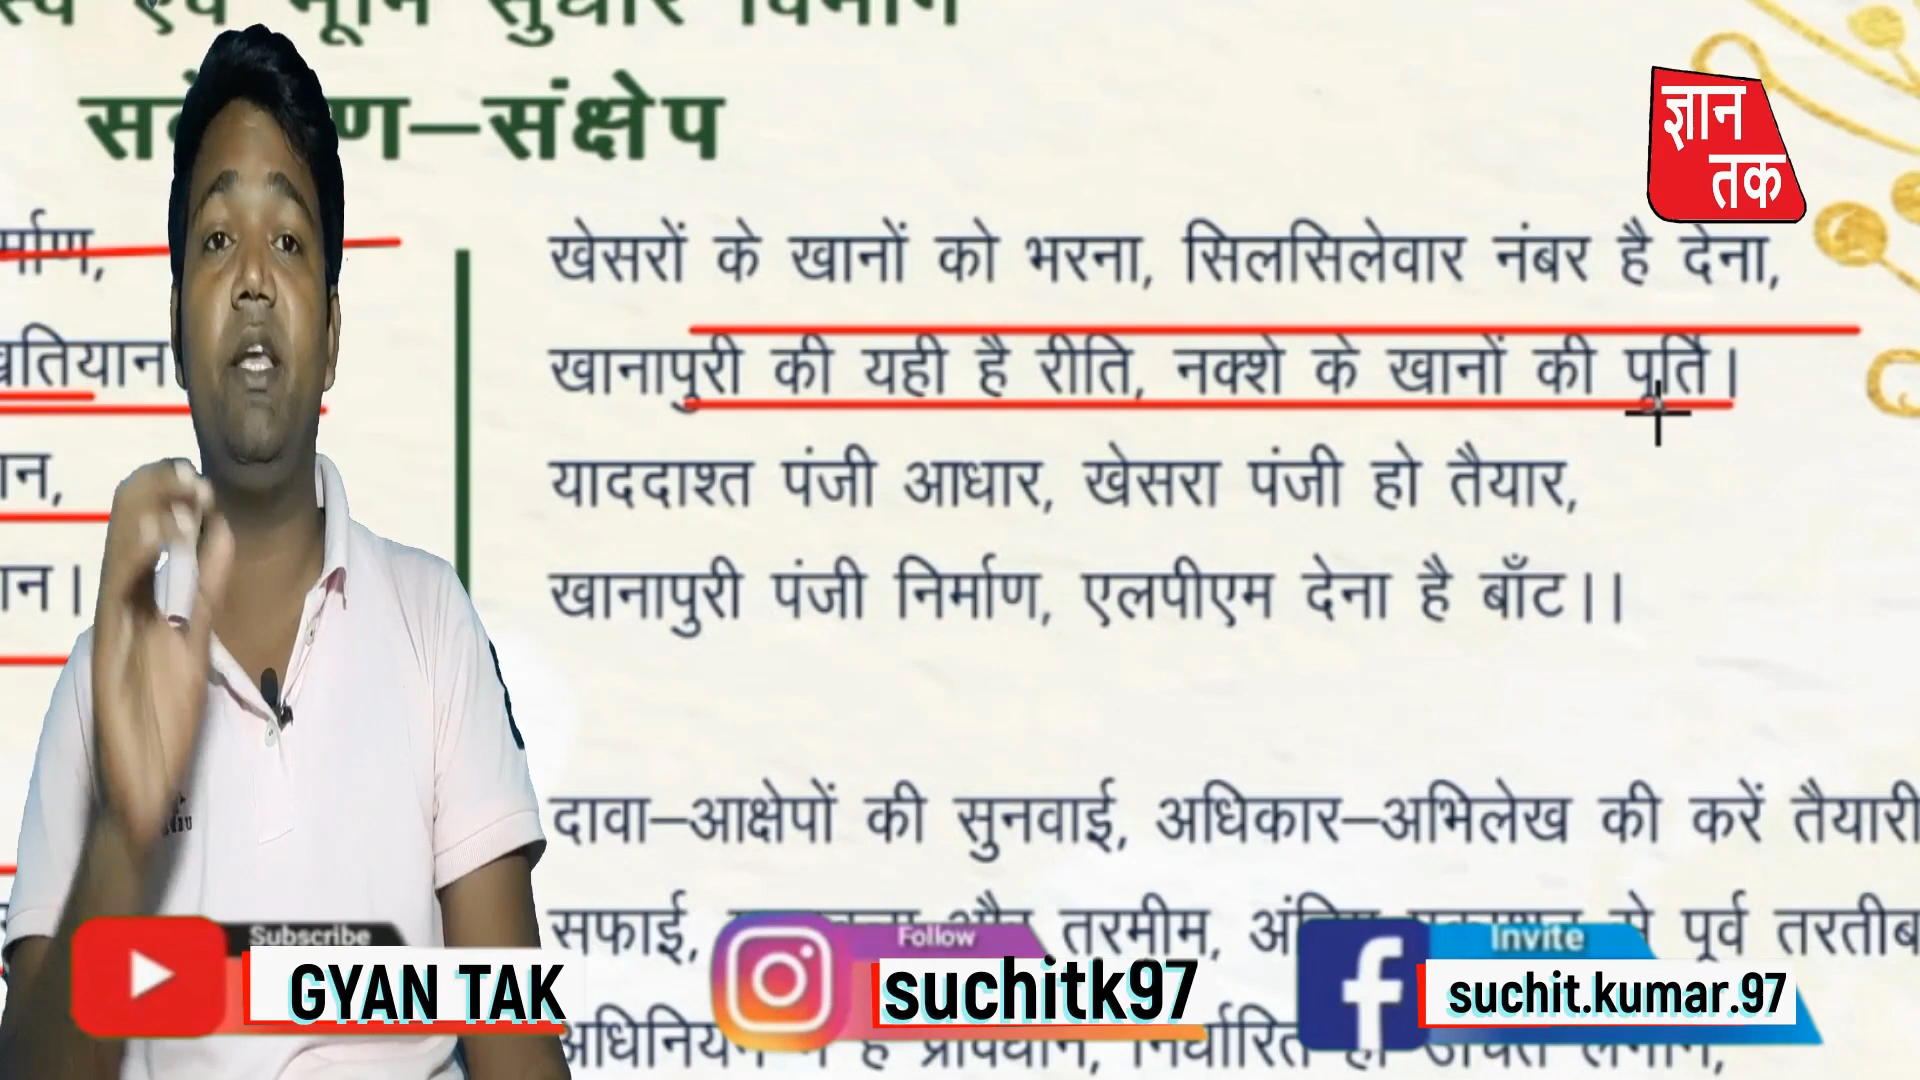 एवं भूमि सुधार विभाग
संक्षेप
ज्ञान
तक
खेसरों के खानों को भरना, सिलसिलेवार नंबर है देना,
खानापुरी की यही है रीति, नक्शे के खानों की पूर्ति।
याददाश्त पंजी आधार, खेसरा पंजी हो तैयार,
खानापुरी पंजी निर्माण, एलपीएम देना है बाँट।।
दावा–आक्षेपों की सुनवाई, अधिकार–अभिलेख की करें तैयारी
सफाई, तरमीम, पूर्व तरतीब
Subscribe
GYAN TAK
Follow
suchitk97
Invite
suchit.kumar.97